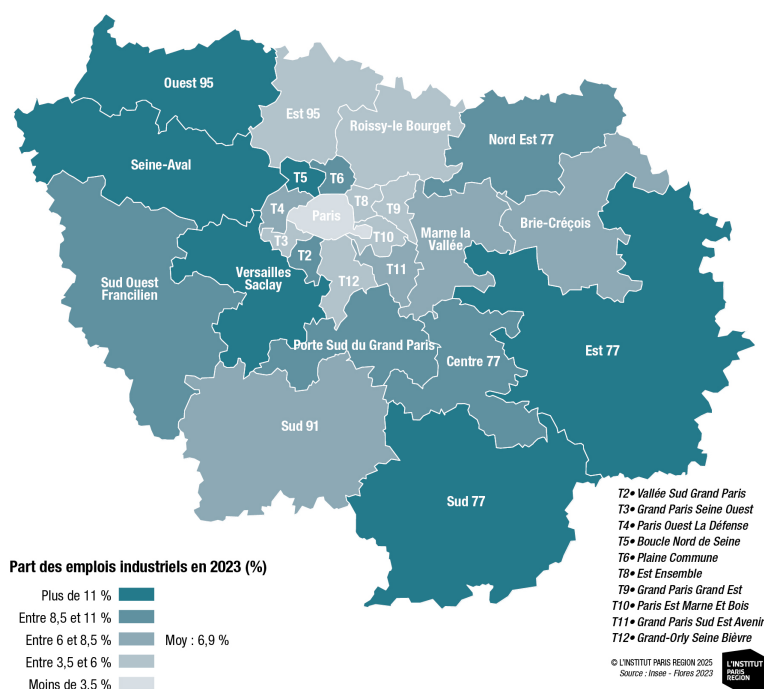 Ouest 95
Est 95
Roissy-le Bourget
Nord Est 77
Seine-Aval
T5
T6
T8
T4
T9
Paris
Brie-Créçois
T3
T10
Marne la
Vallée
T2
T11
Versailles
Saclay
T12
Sud Ouest
Francilien
Porte Sud du Grand Paris
Est 77
Centre 77
Sud 91
Sud 77
T2• Vallée Sud Grand Paris
T3• Grand Paris Seine Ouest
T4• Paris Ouest La Défense
T5• Boucle Nord de Seine
T6• Plaine Commune
T8• Est Ensemble
T9• Grand Paris Grand Est
T10• Paris Est Marne Et Bois
T11• Grand Paris Sud Est Avenir
T12• Grand-Orly Seine Bièvre
Part des emplois industriels en 2023 (%)
Plus de 11 %
Entre 8,5 et 11 %
Entre 6 et 8,5 % Moy : 6,9 %
Entre 3,5 et 6 %
Moins de 3,5 %
© L'INSTITUT PARIS REGION 2025
Source : Insee - Flores 2023
L'INSTITUT
PARIS
REGION